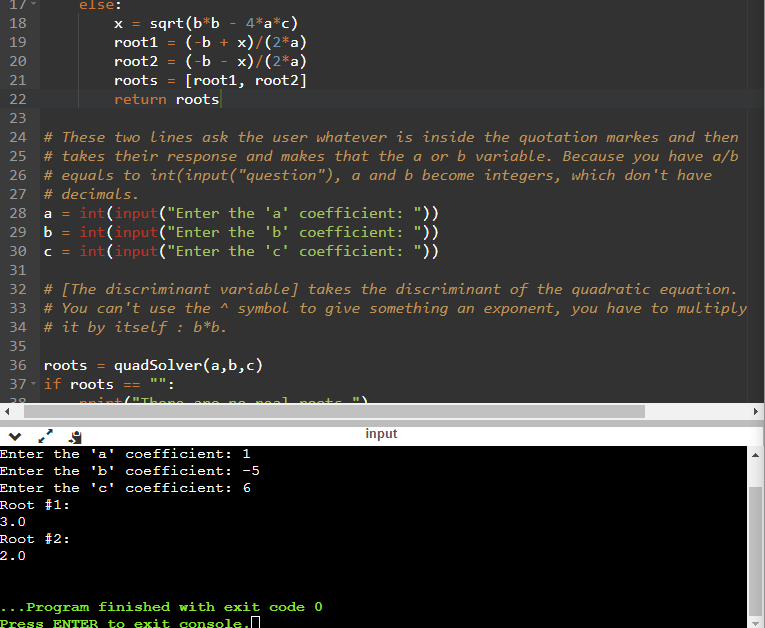 17 else:
18 x = sqrt(b*b - 4*a*c)
19 root1 = (-b + x)/(2*a)
20 root2 = (-b - x)/(2*a)
21 roots = [root1, root2]
22 return roots
23
24 # These two lines ask the user whatever is inside the quotation markes and then
25 # takes their response and makes that the a or b variable. Because you have a/b
26 # equals to int(input("question"), a and b become integers, which don't have
27 # decimals.
28 a = int(input("Enter the 'a' coefficient: "))
29 b = int(input("Enter the 'b' coefficient: "))
30 c = int(input("Enter the 'c' coefficient: "))
31
32 # [The discriminant variable] takes the discriminant of the quadratic equation.
33 # You can't use the ^ symbol to give something an exponent, you have to multiply
34 # it by itself : b*b.
35
36 roots = quadSolver(a,b,c)
37 if roots == "":
38 print("There are no real roots.")
input
Enter the 'a' coefficient: 1
Enter the 'b' coefficient: -5
Enter the 'c' coefficient: 6
Root #1:
3.0
Root #2:
2.0
...Program finished with exit code 0
Press ENTER to exit console.